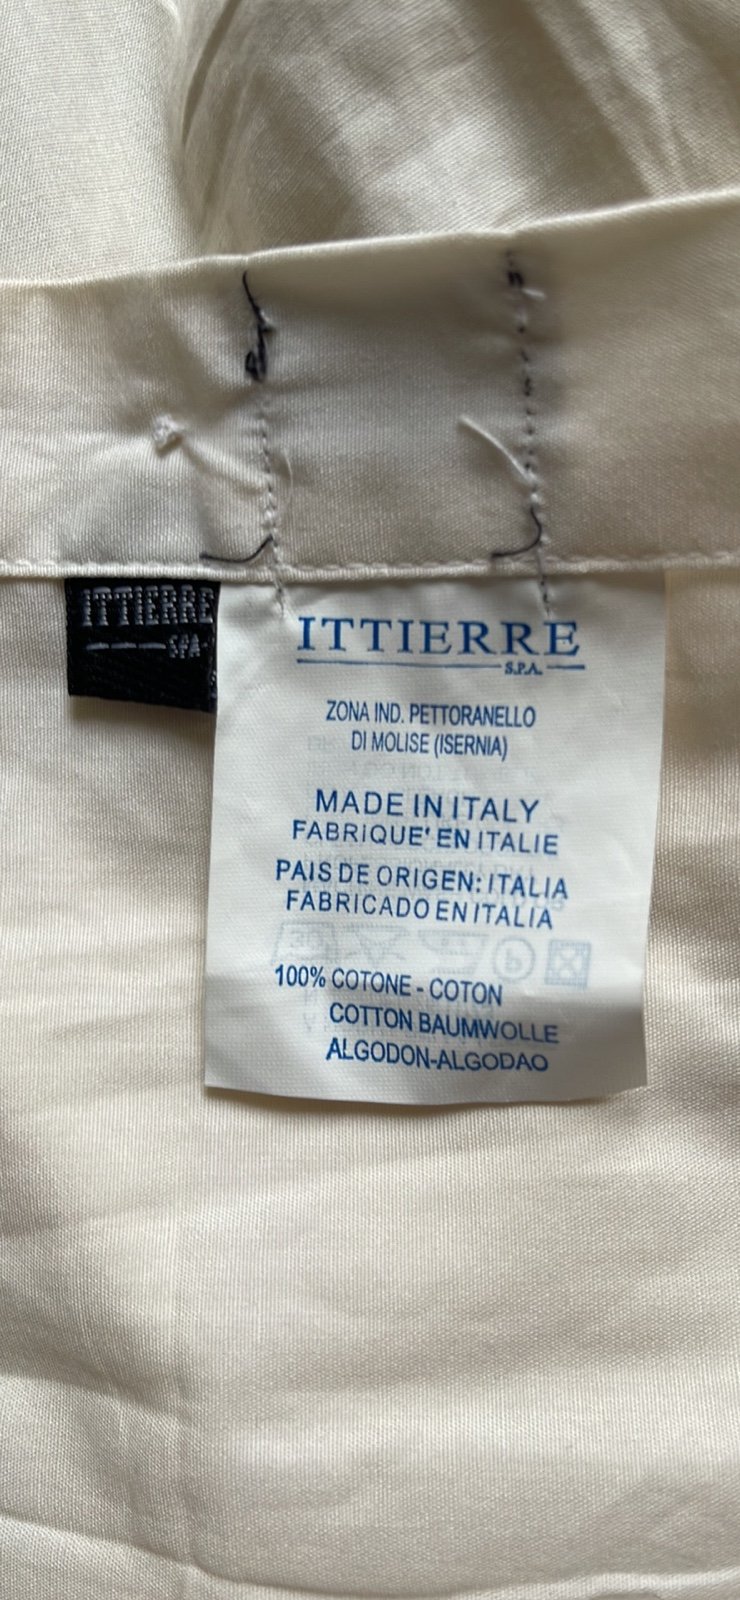 ITTIERRE
SPA
ITTIERRE
S.P.A.
ZONA IND. PETTORANELLO
DI MOLISE (ISERNIA)
MADE IN ITALY
FABRIQUE' EN ITALIE
PAIS DE ORIGEN: ITALIA
FABRICADO EN ITALIA
100% COTONE - COTON
COTTON BAUMWOLLE
ALGODON-ALGODAO